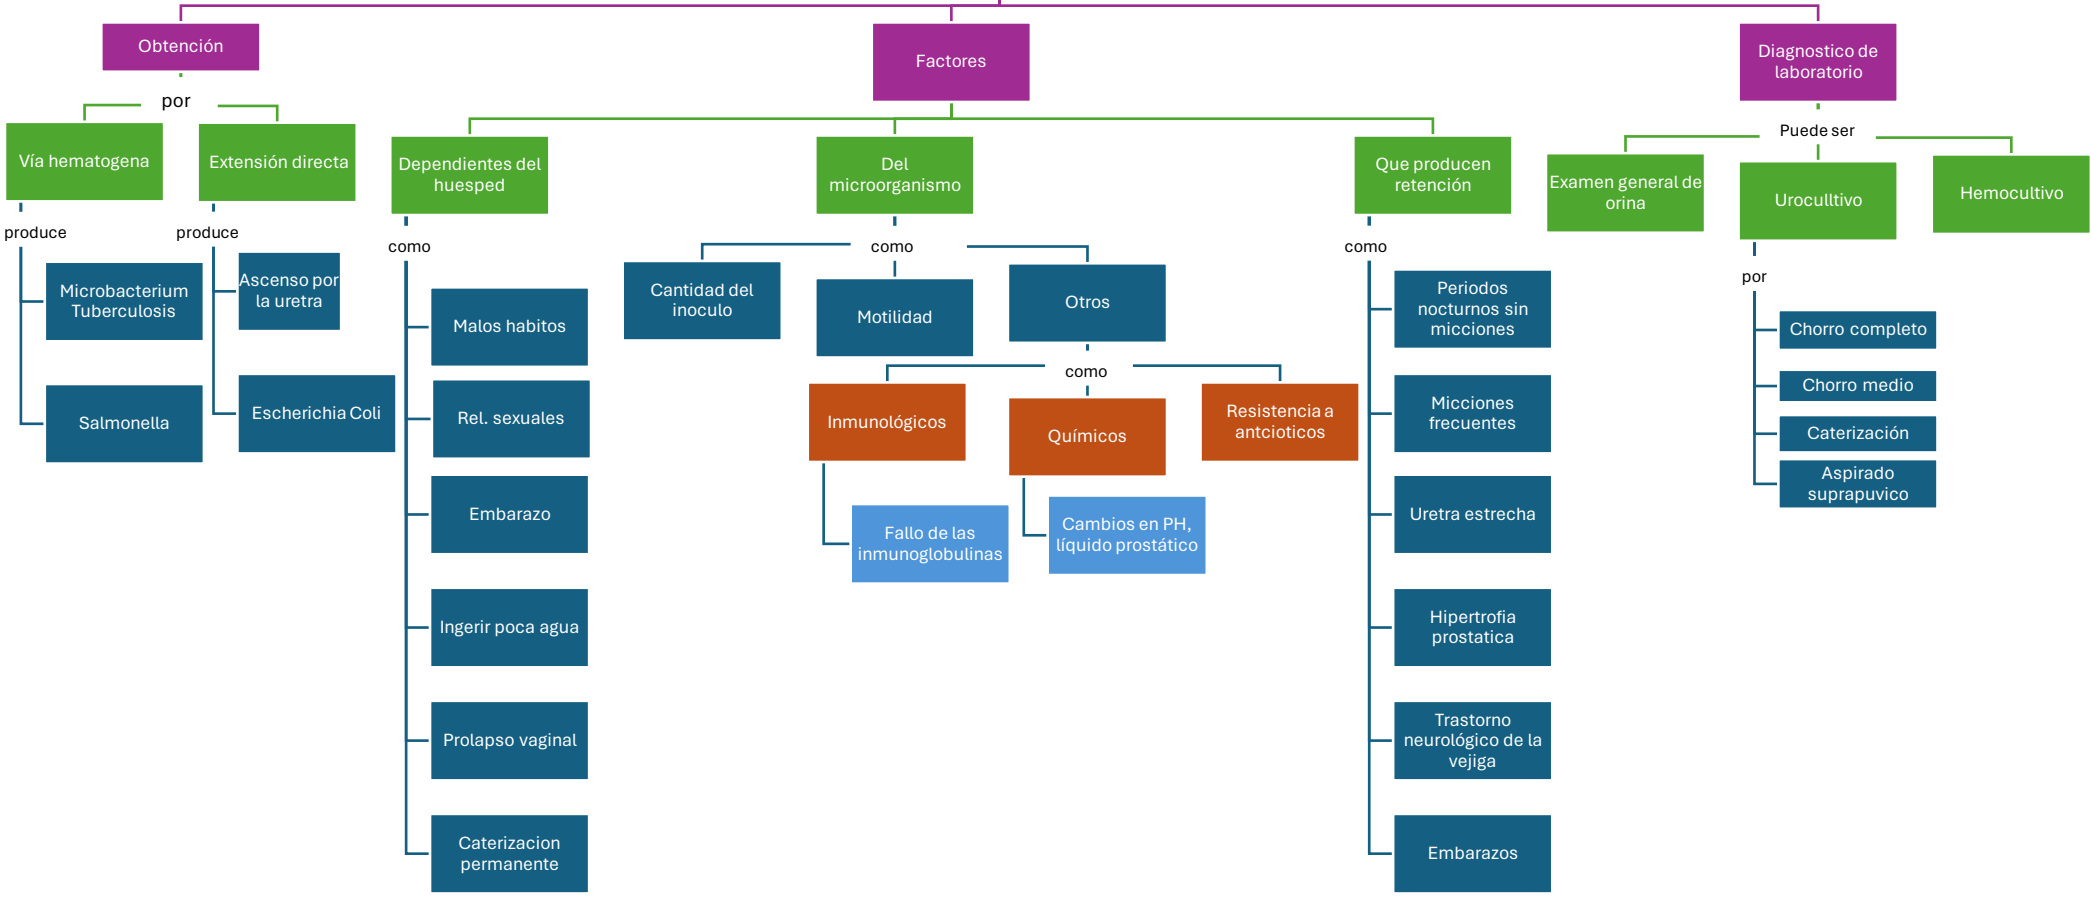 Obtención
por
Vía hematogena
produce
Microbacterium
Tuberculosis
Salmonella
Extensión directa
produce
Ascenso por
la uretra
Escherichia Coli
Factores
Dependientes del
huesped
como
Malos habitos
Rel. sexuales
Embarazo
Ingerir poca agua
Prolapso vaginal
Caterizacion
permanente
Del
microorganismo
como
Cantidad del
inoculo
Motilidad
Otros
como
Inmunológicos
Fallo de las
inmunoglobulinas
Químicos
Cambios en PH,
líquido prostático
Resistencia a
antcioticos
Que producen
retención
como
Periodos
nocturnos sin
micciones
Micciones
frecuentes
Uretra estrecha
Hipertrofia
prostatica
Trastorno
neurológico de la
vejiga
Embarazos
Diagnostico de
laboratorio
Puede ser
Examen general de
orina
Uroculltivo
por
Chorro completo
Chorro medio
Caterización
Aspirado
suprapuvico
Hemocultivo